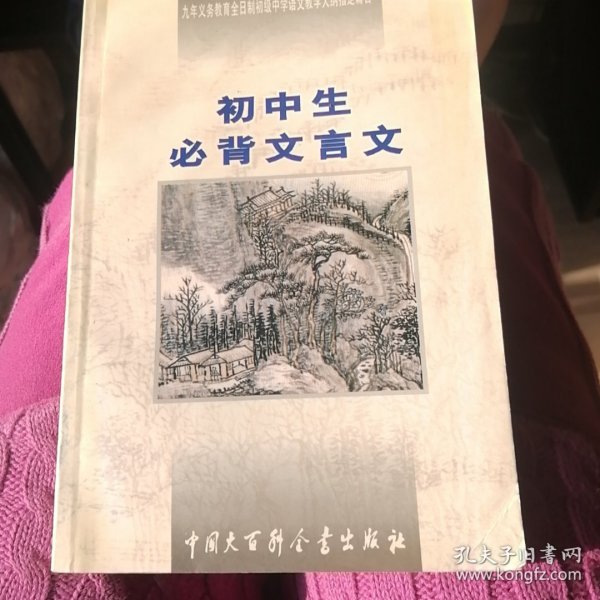 九年义务教育全日制初级中学语文教学大纲指定篇目
初中生
必背文言文
中国大百科全书出版社
孔夫子旧书网
www.kongfz.com